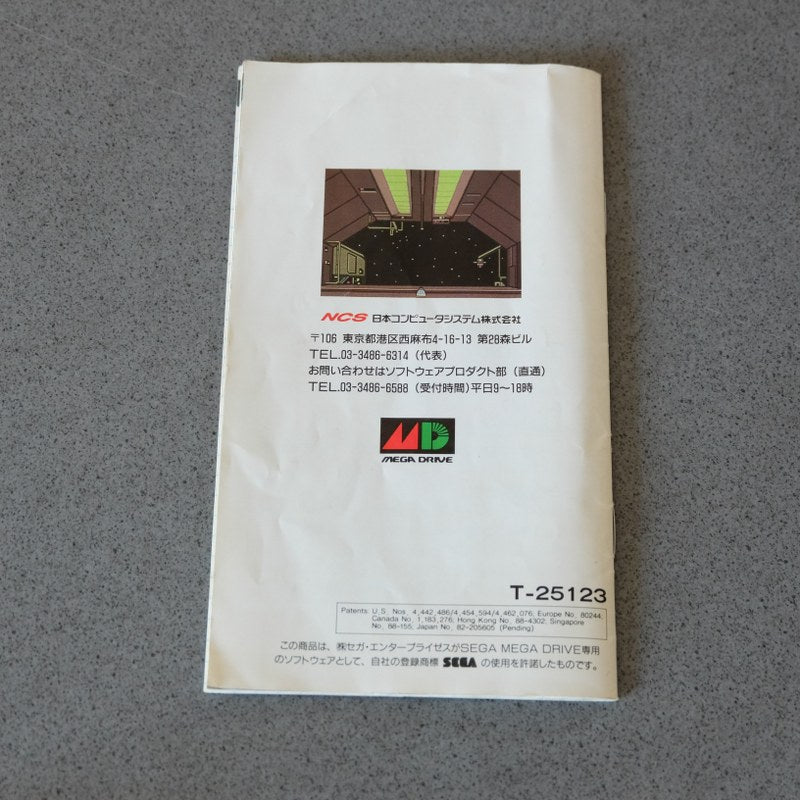 NCS 日本コンピュータシステム株式会社
〒106 東京都港区西麻布4-16-13 第28森ビル
TEL.03-3486-6314（代表）
お問い合わせはソフトウェアプロダクト部（直通）
TEL.03-3486-6588（受付時間)平日9〜18時
MD
MEGA DRIVE
T-25123
Patents: U.S. Nos. 4,442,486/4,454,594/4,462,076; Europe No. 80244;
Canada No. 1,183,276; Hong Kong No. 88-4302; Singapore
No. 88-155; Japan No. 82-205605 (Pending)
この商品は、㈱セガ・エンタープライゼスがSEGA MEGA DRIVE専用
のソフトウェアとして、自社の登録商標 SEGA の使用を許諾したものです。